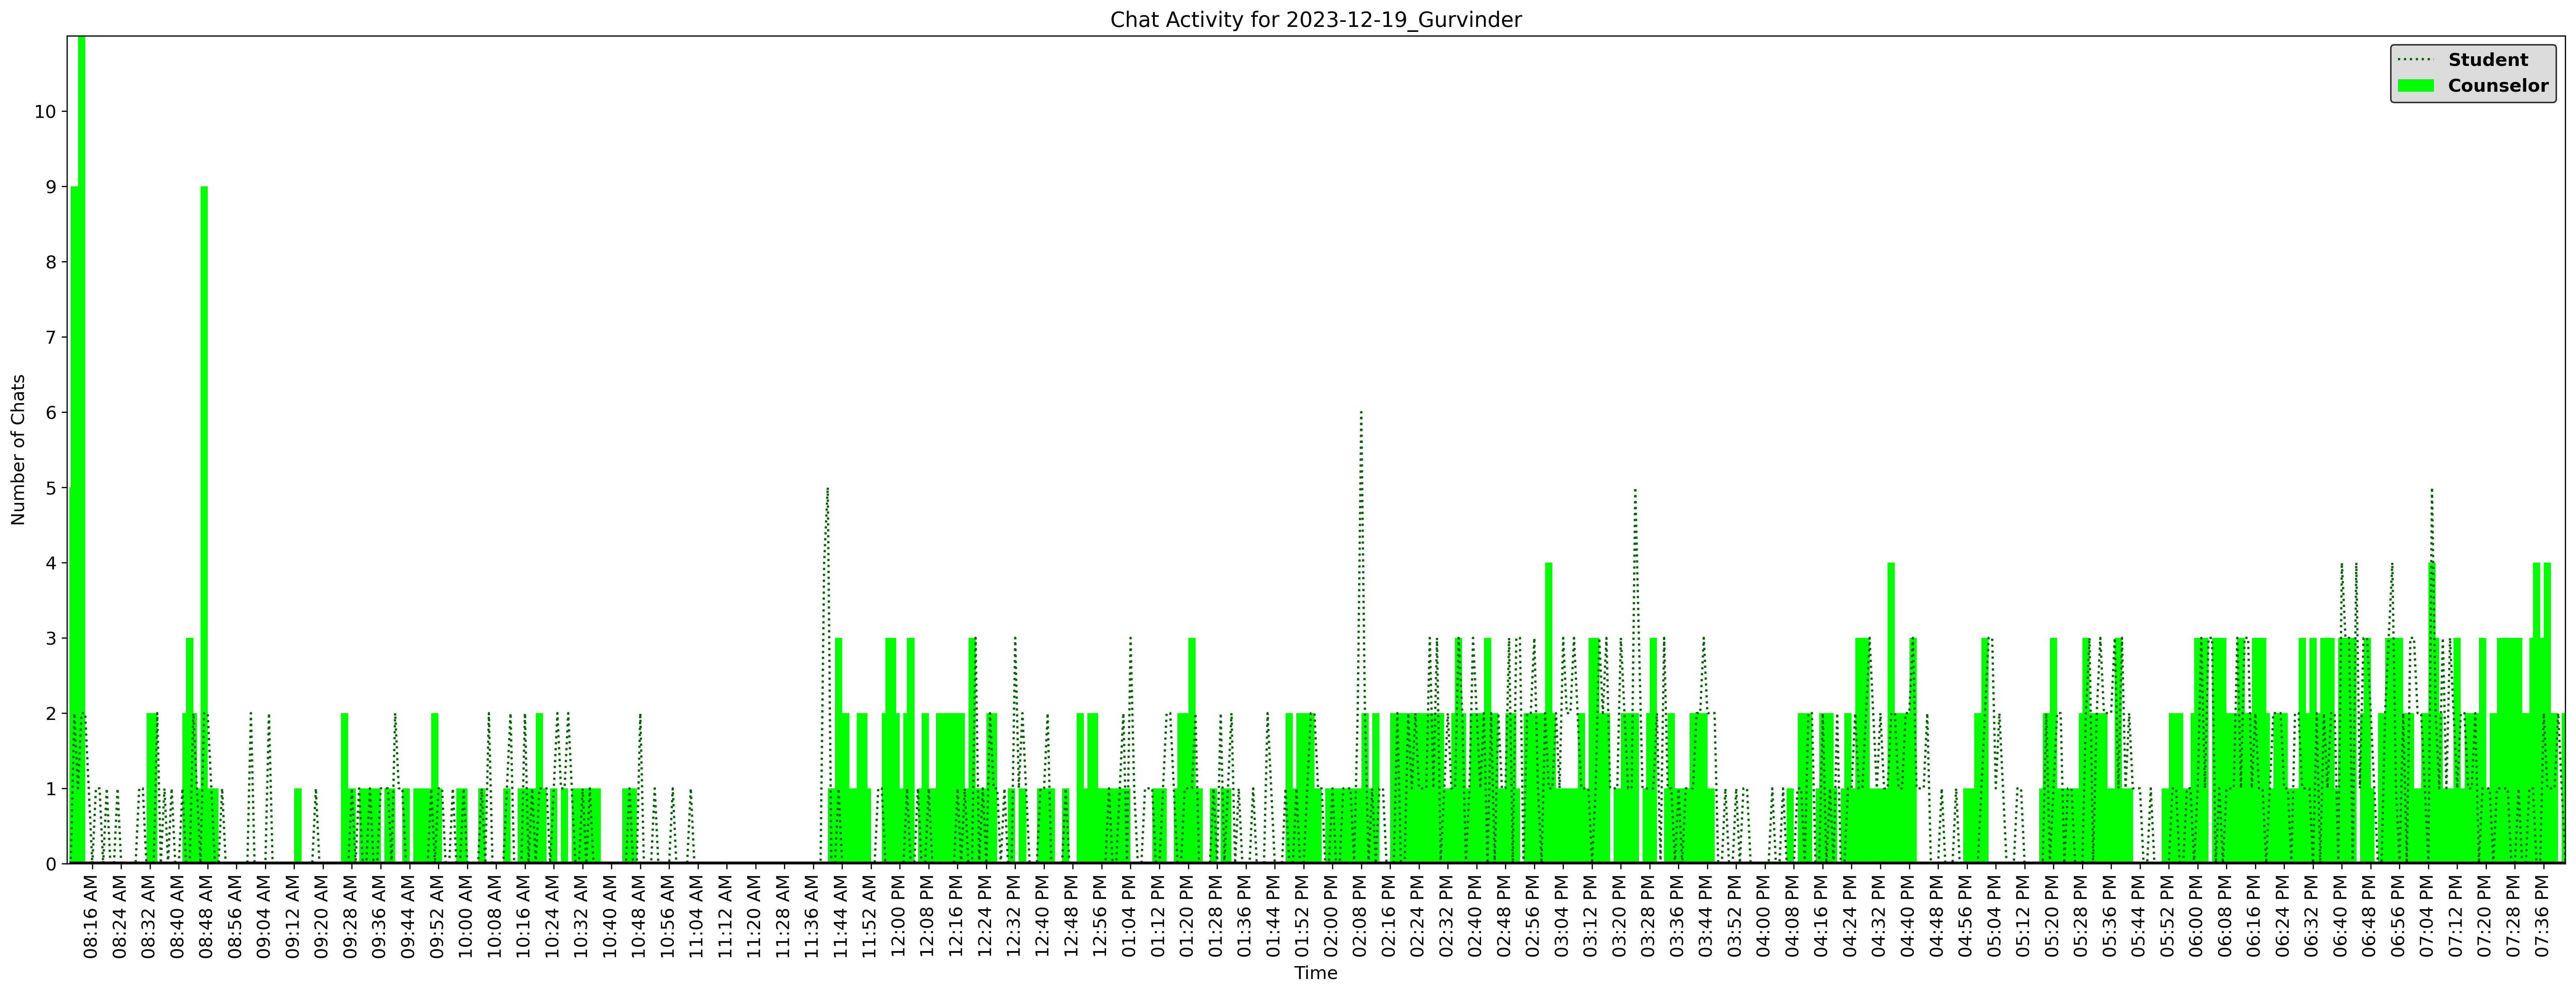 Chat Activity for 2023-12-19_Gurvinder
Student
Counselor
Number of Chats
10
9
8
7
6
5
4
3
2
1
0
08:16 AM
08:24 AM
08:32 AM
08:40 AM
08:48 AM
08:56 AM
09:04 AM
09:12 AM
09:20 AM
09:28 AM
09:36 AM
09:44 AM
09:52 AM
10:00 AM
10:08 AM
10:16 AM
10:24 AM
10:32 AM
10:40 AM
10:48 AM
10:56 AM
11:04 AM
11:12 AM
11:20 AM
11:28 AM
11:36 AM
11:44 AM
11:52 AM
12:00 PM
12:08 PM
12:16 PM
12:24 PM
12:32 PM
12:40 PM
12:48 PM
12:56 PM
01:04 PM
01:12 PM
01:20 PM
01:28 PM
01:36 PM
01:44 PM
01:52 PM
02:00 PM
02:08 PM
02:16 PM
02:24 PM
02:32 PM
02:40 PM
02:48 PM
02:56 PM
03:04 PM
03:12 PM
03:20 PM
03:28 PM
03:36 PM
03:44 PM
03:52 PM
04:00 PM
04:08 PM
04:16 PM
04:24 PM
04:32 PM
04:40 PM
04:48 PM
04:56 PM
05:04 PM
05:12 PM
05:20 PM
05:28 PM
05:36 PM
05:44 PM
05:52 PM
06:00 PM
06:08 PM
06:16 PM
06:24 PM
06:32 PM
06:40 PM
06:48 PM
06:56 PM
07:04 PM
07:12 PM
07:20 PM
07:28 PM
07:36 PM
Time